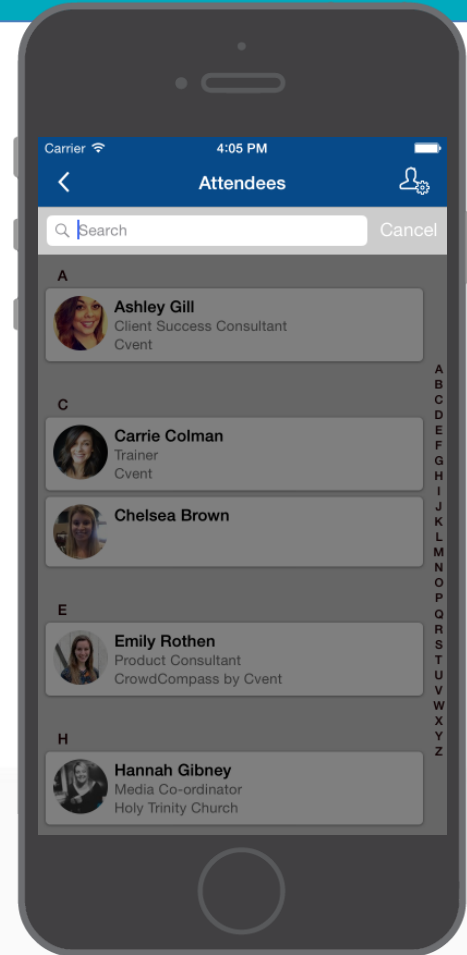 Carrier 4:05 PM
Attendees
Search Cancel
A
Ashley Gill
Client Success Consultant
Cvent
C
Carrie Colman
Trainer
Cvent
Chelsea Brown
E
Emily Rothen
Product Consultant
CrowdCompass by Cvent
H
Hannah Gibney
Media Co-ordinator
Holy Trinity Church
A
B
C
D
E
F
G
H
I
J
K
L
M
N
O
P
Q
R
S
T
U
V
W
X
Y
Z